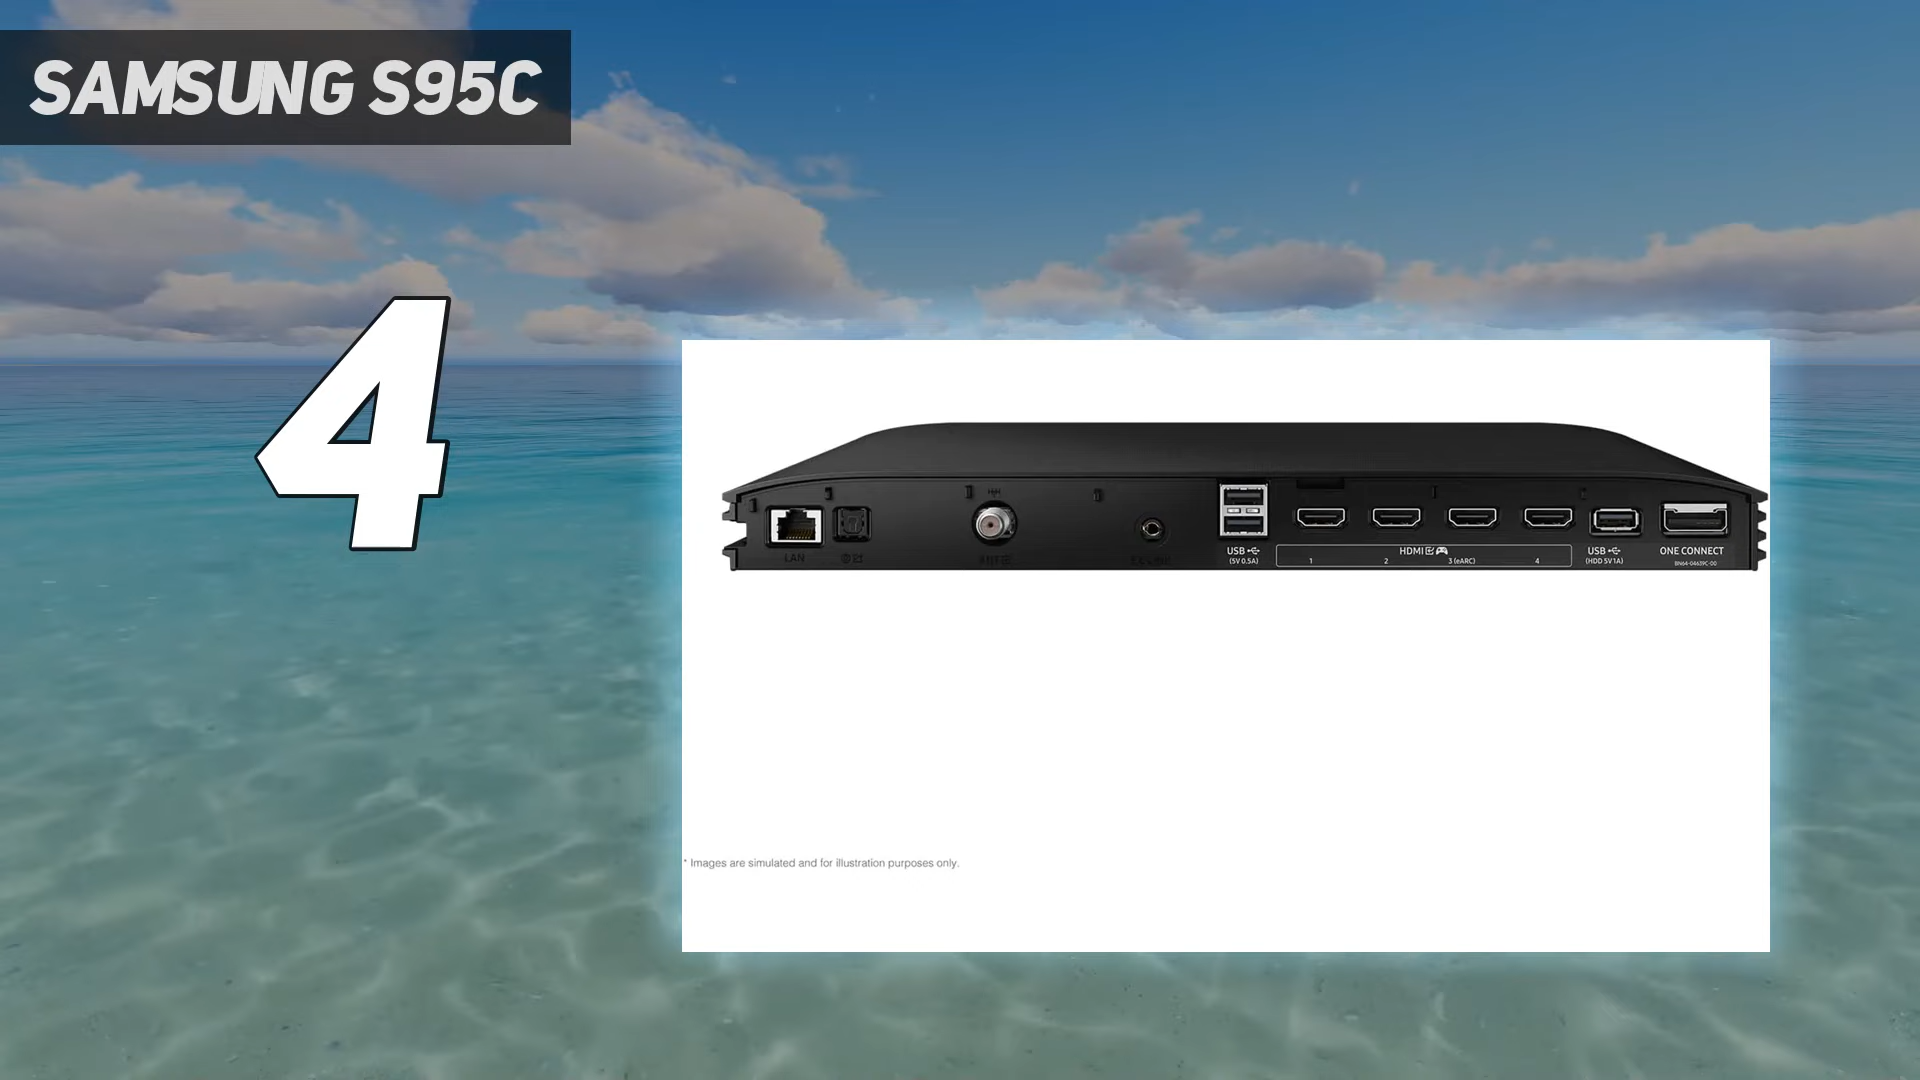 SAMSUNG S95C
4
LAN
USB
(5V 0.5A)
HDMI
1 2 3 (eARC) 4
USB
(HDD 5V 1A)
ONE CONNECT
* Images are simulated and for illustration purposes only.